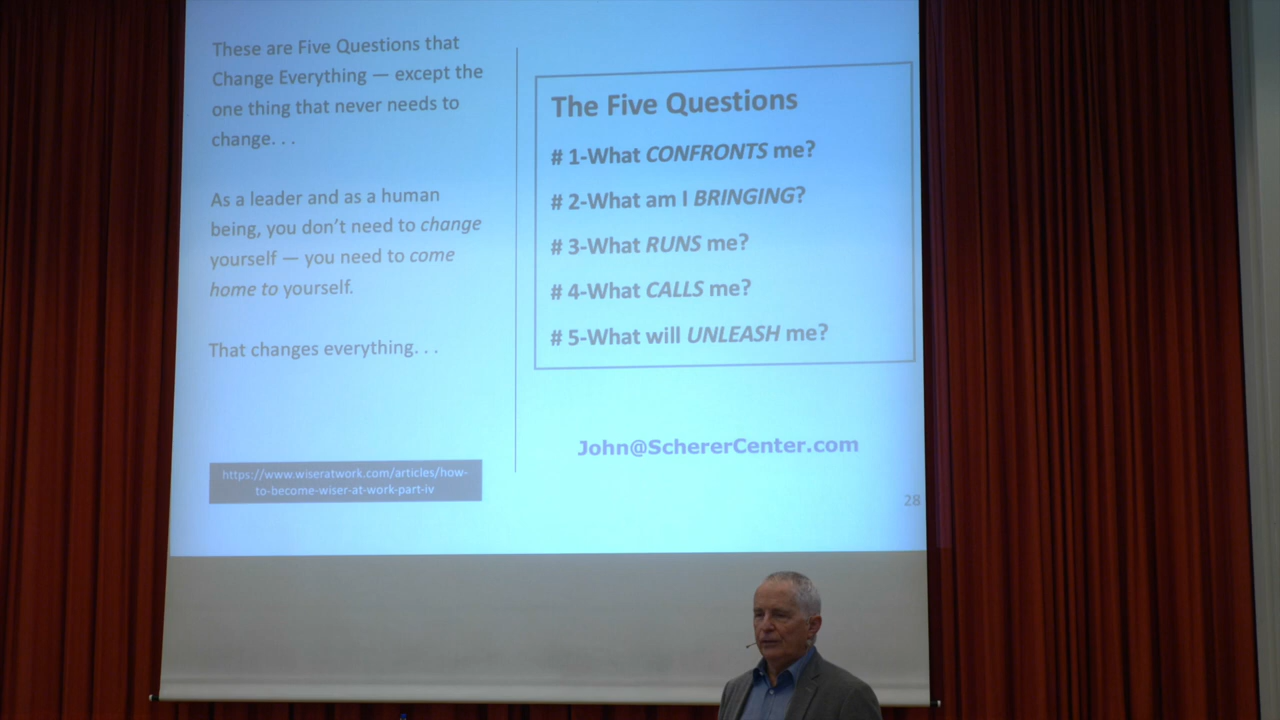 These are Five Questions that
Change Everything — except the
one thing that never needs to
change. . .
As a leader and as a human
being, you don't need to change
yourself — you need to come
home to yourself.
That changes everything. . .
https://www.wiseratwork.com/articles/how-
to-become-wiser-at-work-part-iv
The Five Questions
# 1-What CONFRONTS me?
# 2-What am I BRINGING?
# 3-What RUNS me?
# 4-What CALLS me?
# 5-What will UNLEASH me?
John@SchererCenter.com
28